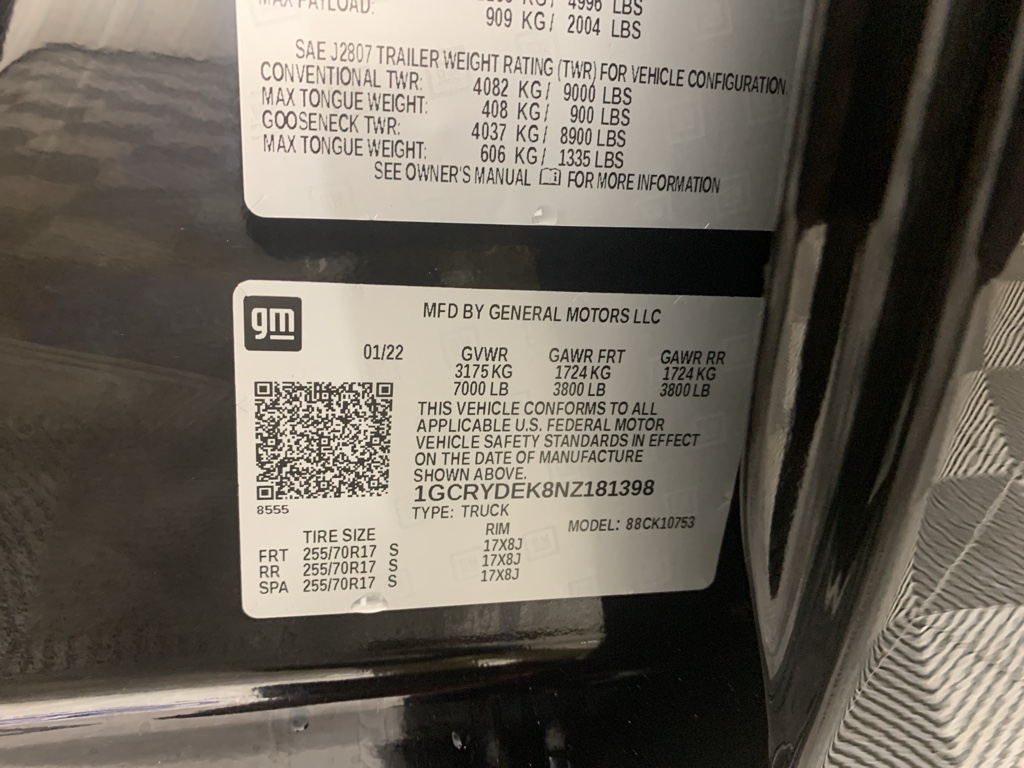 MAX PAYLOAD: 909 KG/ 2004 LBS
SAE J2807 TRAILER WEIGHT RATING (TWR) FOR VEHICLE CONFIGURATION
CONVENTIONAL TWR: 4082 KG/ 9000 LBS
MAX TONGUE WEIGHT: 408 KG/ 900 LBS
GOOSENECK TWR: 4037 KG/ 8900 LBS
MAX TONGUE WEIGHT: 606 KG/ 1335 LBS
SEE OWNER'S MANUAL FOR MORE INFORMATION
gm
MFD BY GENERAL MOTORS LLC
01/22 GVWR GAWR FRT GAWR RR
3175 KG 1724 KG 1724 KG
7000 LB 3800 LB 3800 LB
THIS VEHICLE CONFORMS TO ALL
APPLICABLE U.S. FEDERAL MOTOR
VEHICLE SAFETY STANDARDS IN EFFECT
ON THE DATE OF MANUFACTURE
SHOWN ABOVE.
1GCRYDEK8NZ181398
8555
TYPE: TRUCK MODEL: 88CK10753
TIRE SIZE RIM
FRT 255/70R17 S 17X8J
RR 255/70R17 S 17X8J
SPA 255/70R17 S 17X8J